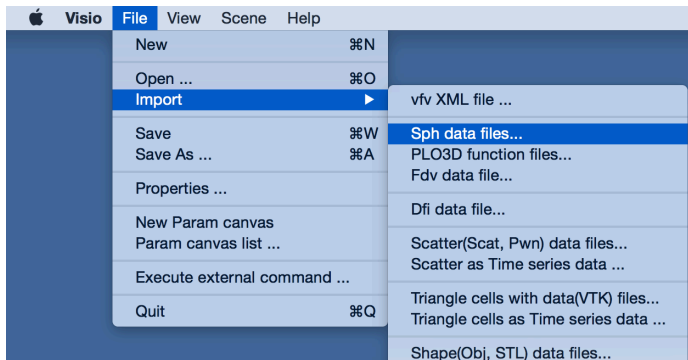 Visio File View Scene Help
New ⌘N
Open ... ⌘O
Import
Save ⌘W
Save As ... ⌘A
Properties ...
New Param canvas
Param canvas list ...
Execute external command ...
Quit ⌘Q
vfv XML file ...
Sph data files...
PLO3D function files...
Fdv data file...
Dfi data file...
Scatter(Scat, Pwn) data files...
Scatter as Time series data ...
Triangle cells with data(VTK) files...
Triangle cells as Time series data ...
Shape(Obj, STL) data files...